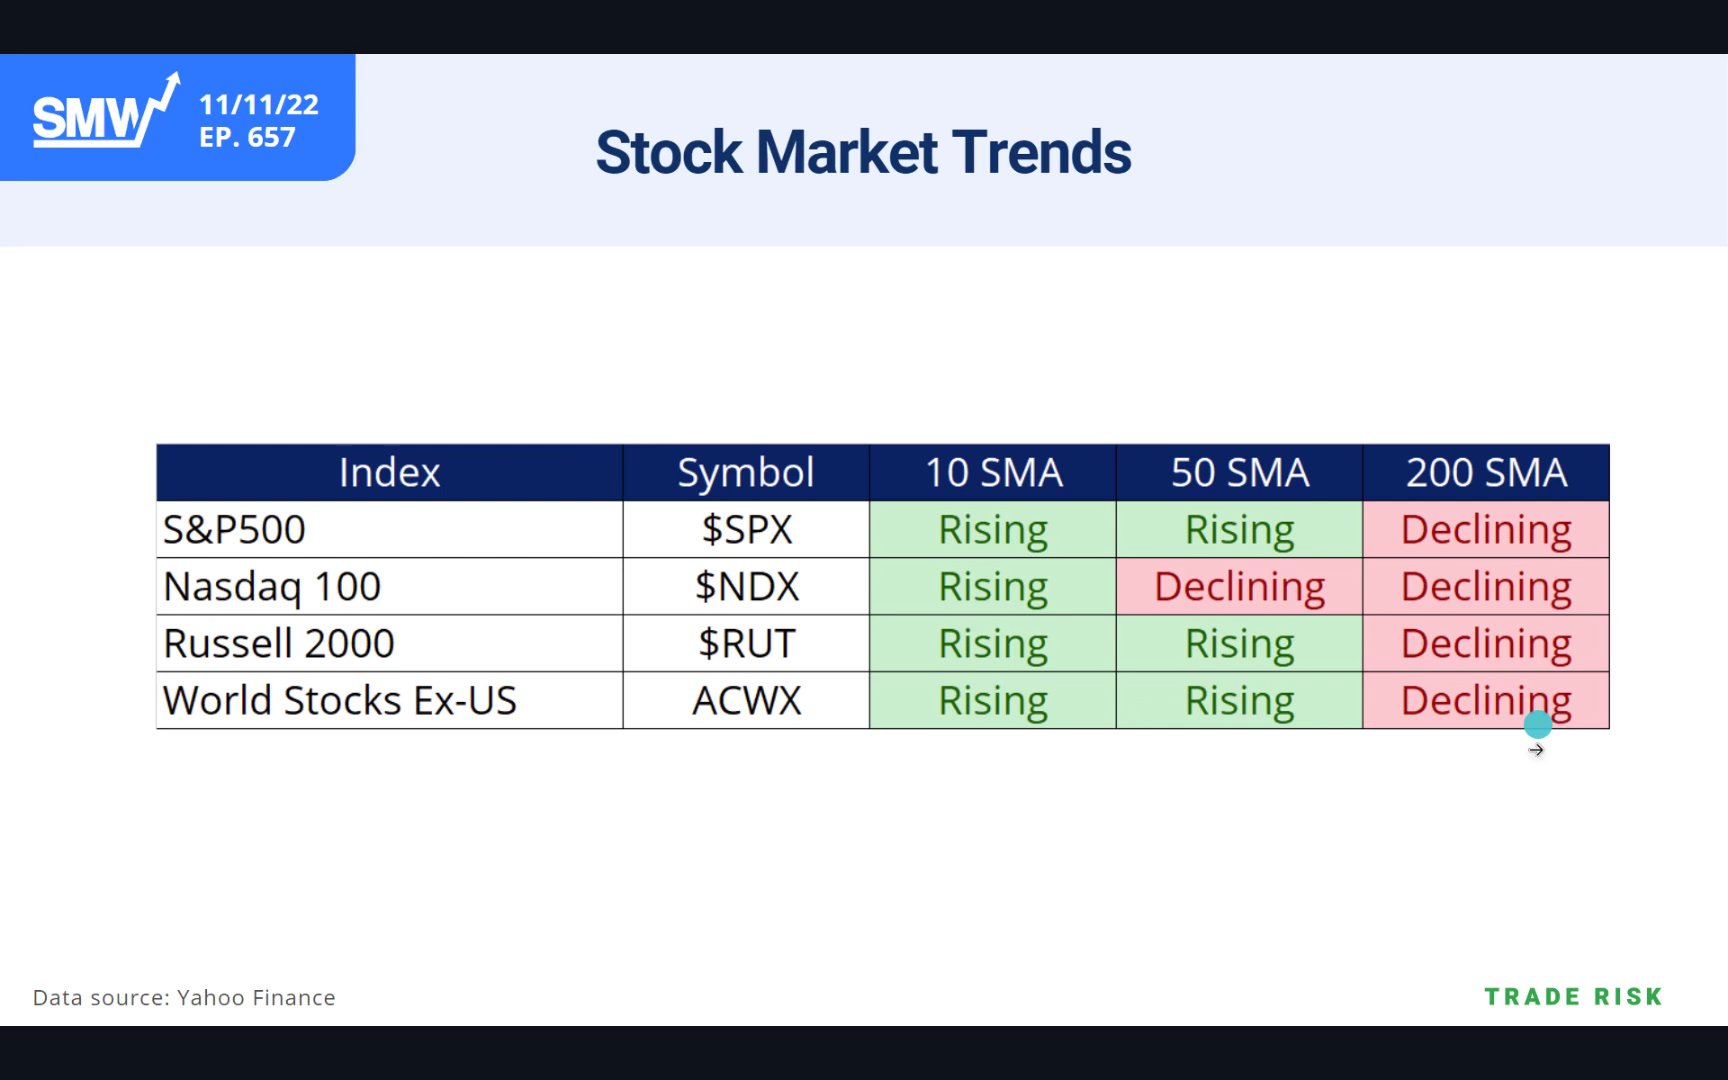 SMW
11/11/22
EP. 657
Stock Market Trends
Index Symbol 10 SMA 50 SMA 200 SMA
S&P500 $SPX Rising Rising Declining
Nasdaq 100 $NDX Rising Declining Declining
Russell 2000 $RUT Rising Rising Declining
World Stocks Ex-US ACWX Rising Rising Declining
Data source: Yahoo Finance
TRADE RISK